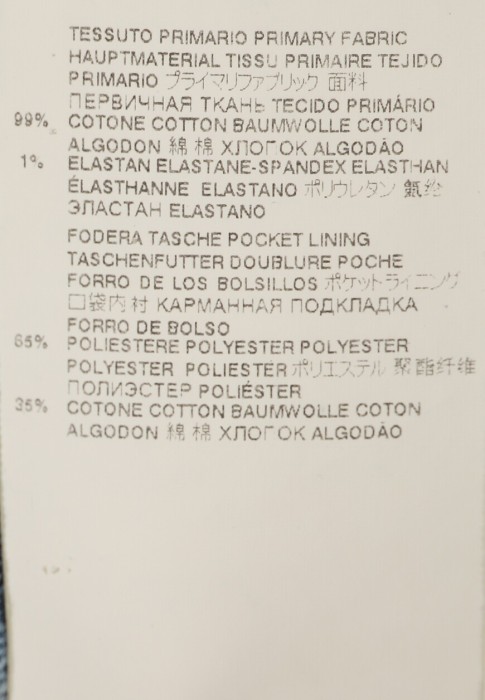 TESSUTO PRIMARIO PRIMARY FABRIC
HAUPTMATERIAL TISSU PRIMAIRE TEJIDO
PRIMARIO プライマリファブリック 面料
ПЕРВИЧНАЯ ТКАНЬ TECIDO PRIMÁRIO
99% COTONE COTTON BAUMWOLLE COTON
ALGODON 綿 棉 ХЛОПОК ALGODÃO
1% ELASTAN ELASTANE-SPANDEX ELASTHAN
ÉLASTHANNE ELASTANO ポリウレタン 氨纶
ЭЛАСТАН ELASTANO
FODERA TASCHE POCKET LINING
TASCHENFUTTER DOUBLURE POCHE
FORRO DE LOS BOLSILLOS ポケットライニング
口袋内衬 КАРМАННАЯ ПОДКЛАДКА
FORRO DE BOLSO
65% POLIESTERE POLYESTER POLYESTER
POLYESTER POLIESTER ポリエステル 聚酯纤维
ПОЛИЭСТЕР POLIÉSTER
35% COTONE COTTON BAUMWOLLE COTON
ALGODON 綿 棉 ХЛОПОК ALGODÃO